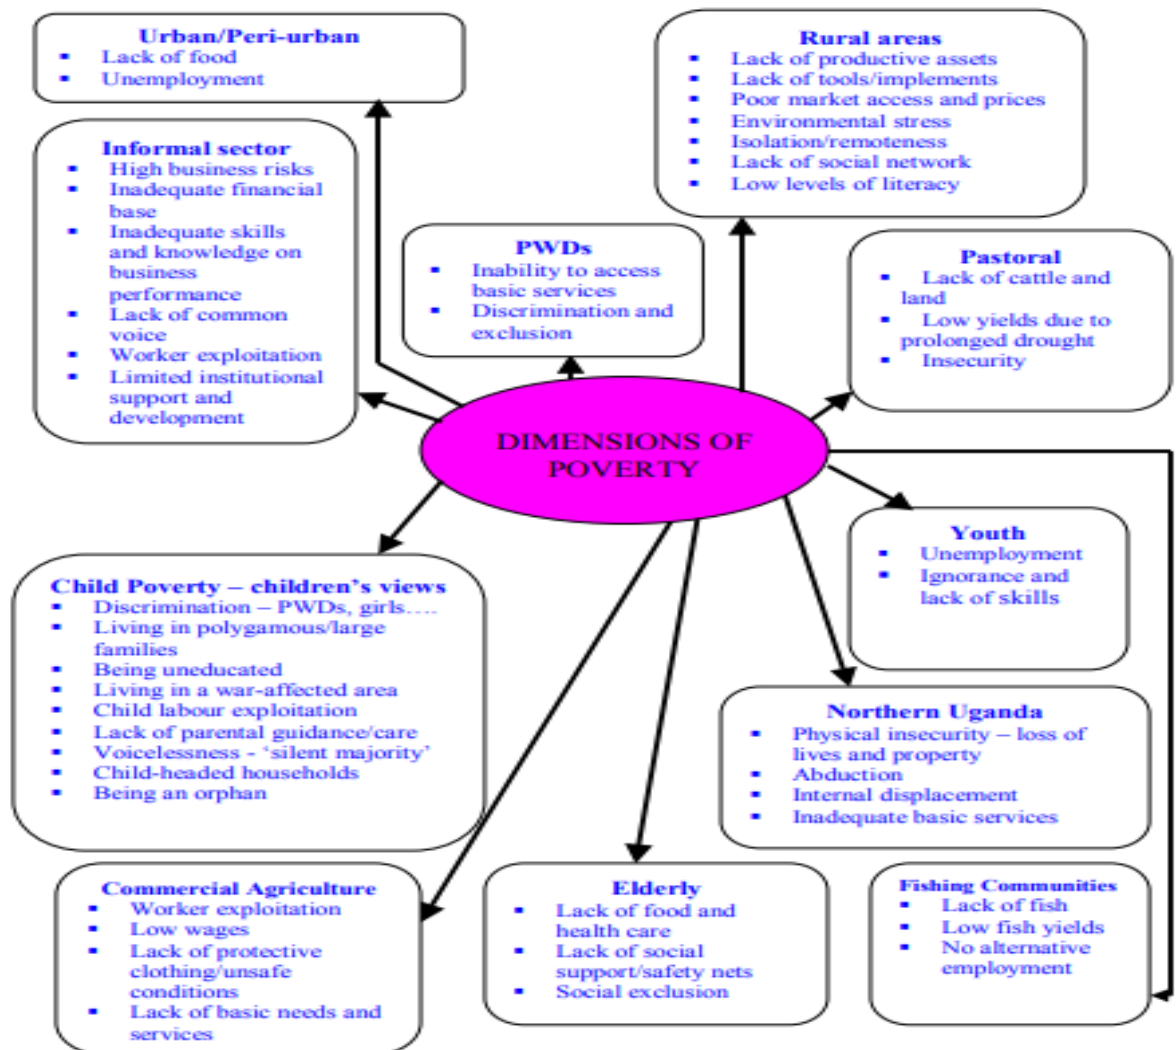 Urban/Peri-urban
▪ Lack of food
▪ Unemployment
Rural areas
▪ Lack of productive assets
▪ Lack of tools/implements
▪ Poor market access and prices
▪ Environmental stress
▪ Isolation/remoteness
▪ Lack of social network
▪ Low levels of literacy
Informal sector
▪ High business risks
▪ Inadequate financial
base
▪ Inadequate skills
and knowledge on
business
performance
▪ Lack of common
voice
▪ Worker exploitation
▪ Limited institutional
support and
development
PWDs
▪ Inability to access
basic services
▪ Discrimination and
exclusion
Pastoral
▪ Lack of cattle and
land
▪ Low yields due to
prolonged drought
▪ Insecurity
DIMENSIONS OF
POVERTY
Youth
▪ Unemployment
▪ Ignorance and
lack of skills
Child Poverty – children’s views
▪ Discrimination – PWDs, girls….
▪ Living in polygamous/large
families
▪ Being uneducated
▪ Living in a war-affected area
▪ Child labour exploitation
▪ Lack of parental guidance/care
▪ Voicelessness - ‘silent majority’
▪ Child-headed households
▪ Being an orphan
Northern Uganda
▪ Physical insecurity – loss of
lives and property
▪ Abduction
▪ Internal displacement
▪ Inadequate basic services
Commercial Agriculture
▪ Worker exploitation
▪ Low wages
▪ Lack of protective
clothing/unsafe
conditions
▪ Lack of basic needs and
services
Elderly
▪ Lack of food and
health care
▪ Lack of social
support/safety nets
▪ Social exclusion
Fishing Communities
▪ Lack of fish
▪ Low fish yields
▪ No alternative
employment